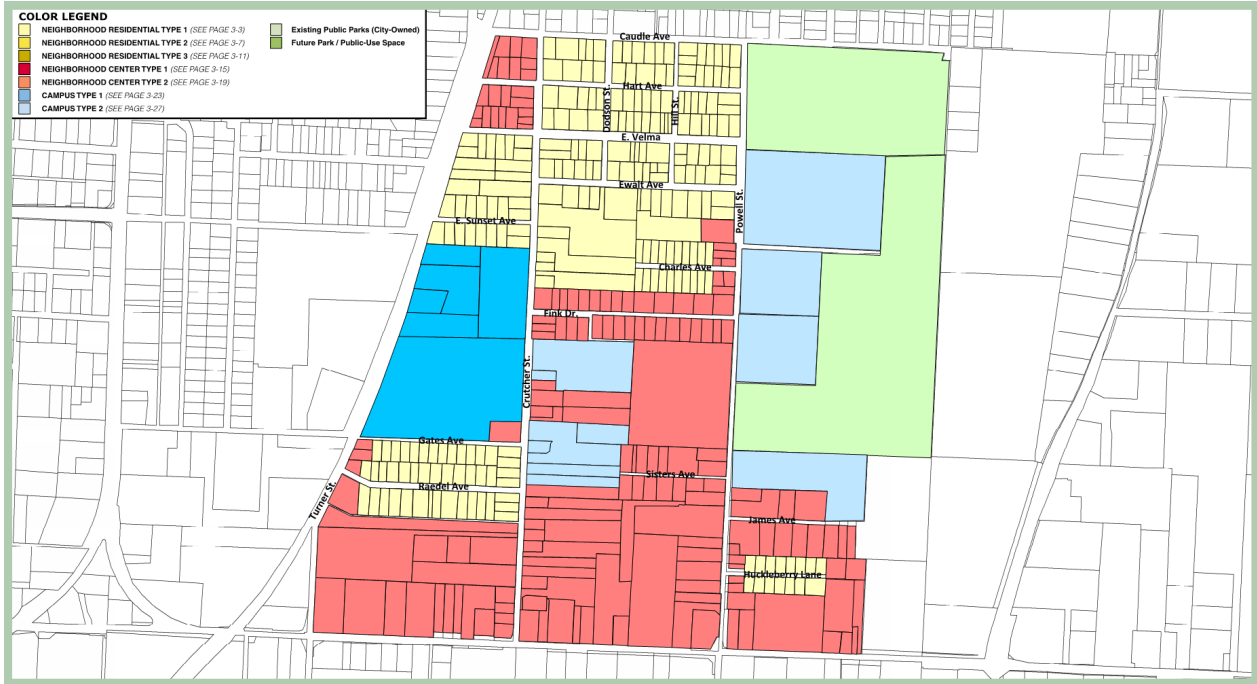 COLOR LEGEND
NEIGHBORHOOD RESIDENTIAL TYPE 1 (SEE PAGE 3-3)
NEIGHBORHOOD RESIDENTIAL TYPE 2 (SEE PAGE 3-7)
NEIGHBORHOOD RESIDENTIAL TYPE 3 (SEE PAGE 3-11)
NEIGHBORHOOD CENTER TYPE 1 (SEE PAGE 3-15)
NEIGHBORHOOD CENTER TYPE 2 (SEE PAGE 3-19)
CAMPUS TYPE 1 (SEE PAGE 3-23)
CAMPUS TYPE 2 (SEE PAGE 3-27)
Existing Public Parks (City-Owned)
Future Park / Public-Use Space
Caudle Ave
Hart Ave
Dodson St.
Hill St.
E. Velma
Ewalt Ave
Powell St.
E. Sunset Ave
Charles Ave
Fink Dr.
Crutcher St.
Gates Ave
Sisters Ave
Raedel Ave
Turner St.
James Ave
Huckleberry Lane